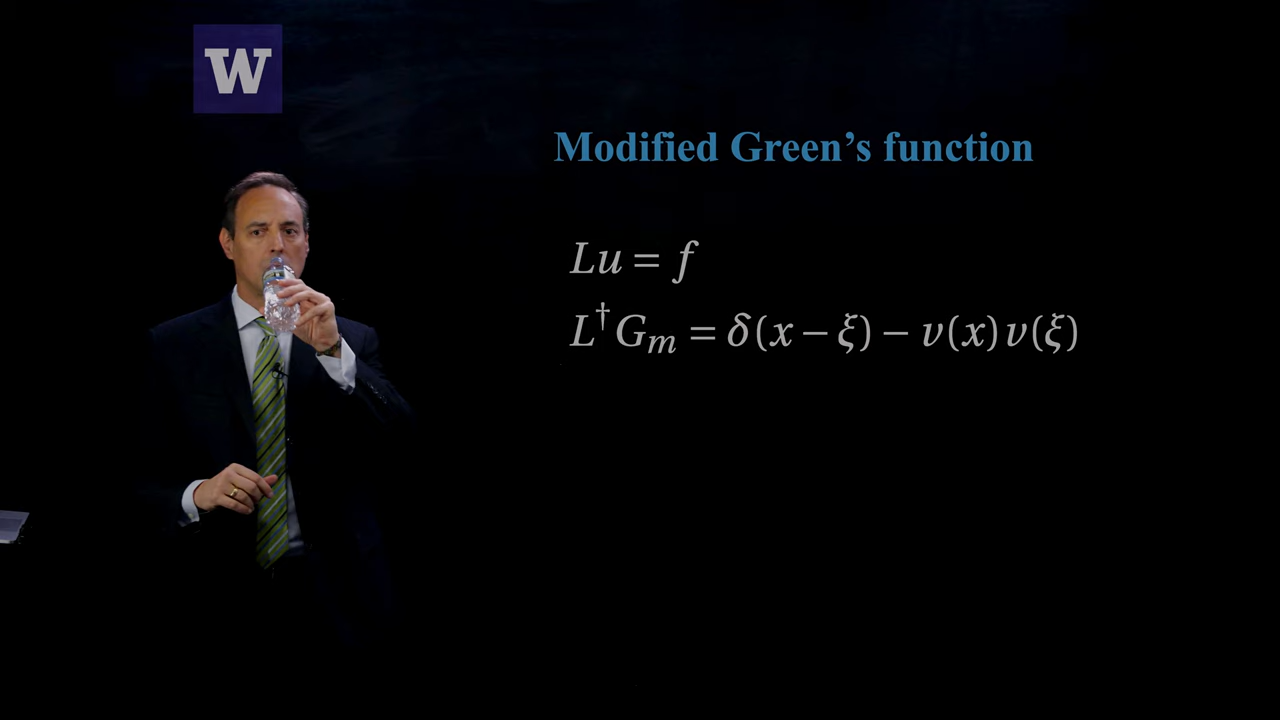 W
Modified Green's function
Lu = f
L†Gₘ = δ(x − ξ) − v(x)v(ξ)